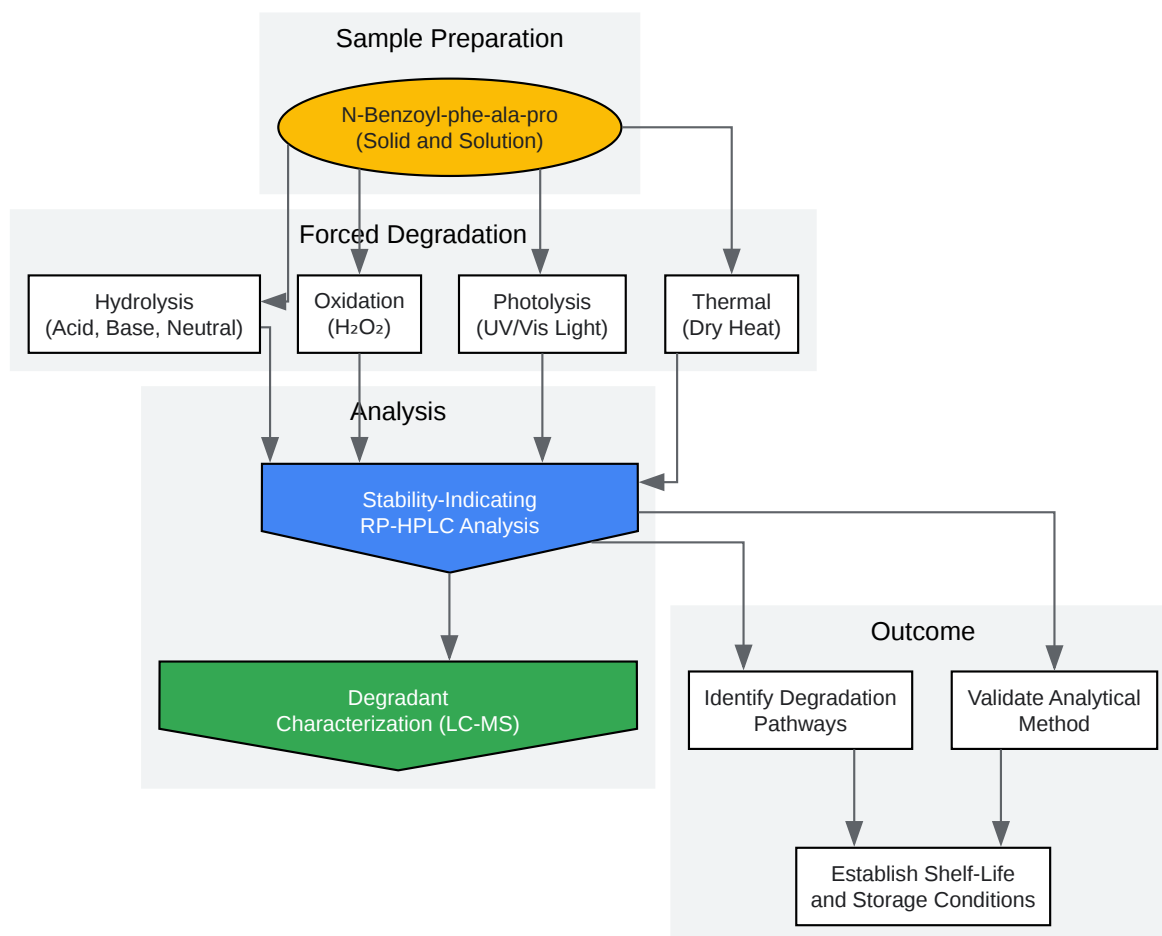 Sample Preparation
N-Benzoyl-phe-ala-pro
(Solid and Solution)
Forced Degradation
Hydrolysis
(Acid, Base, Neutral)
Oxidation
(H₂O₂)
Photolysis
(UV/Vis Light)
Thermal
(Dry Heat)
Analysis
Stability-Indicating
RP-HPLC Analysis
Degradant
Characterization (LC-MS)
Outcome
Identify Degradation
Pathways
Validate Analytical
Method
Establish Shelf-Life
and Storage Conditions